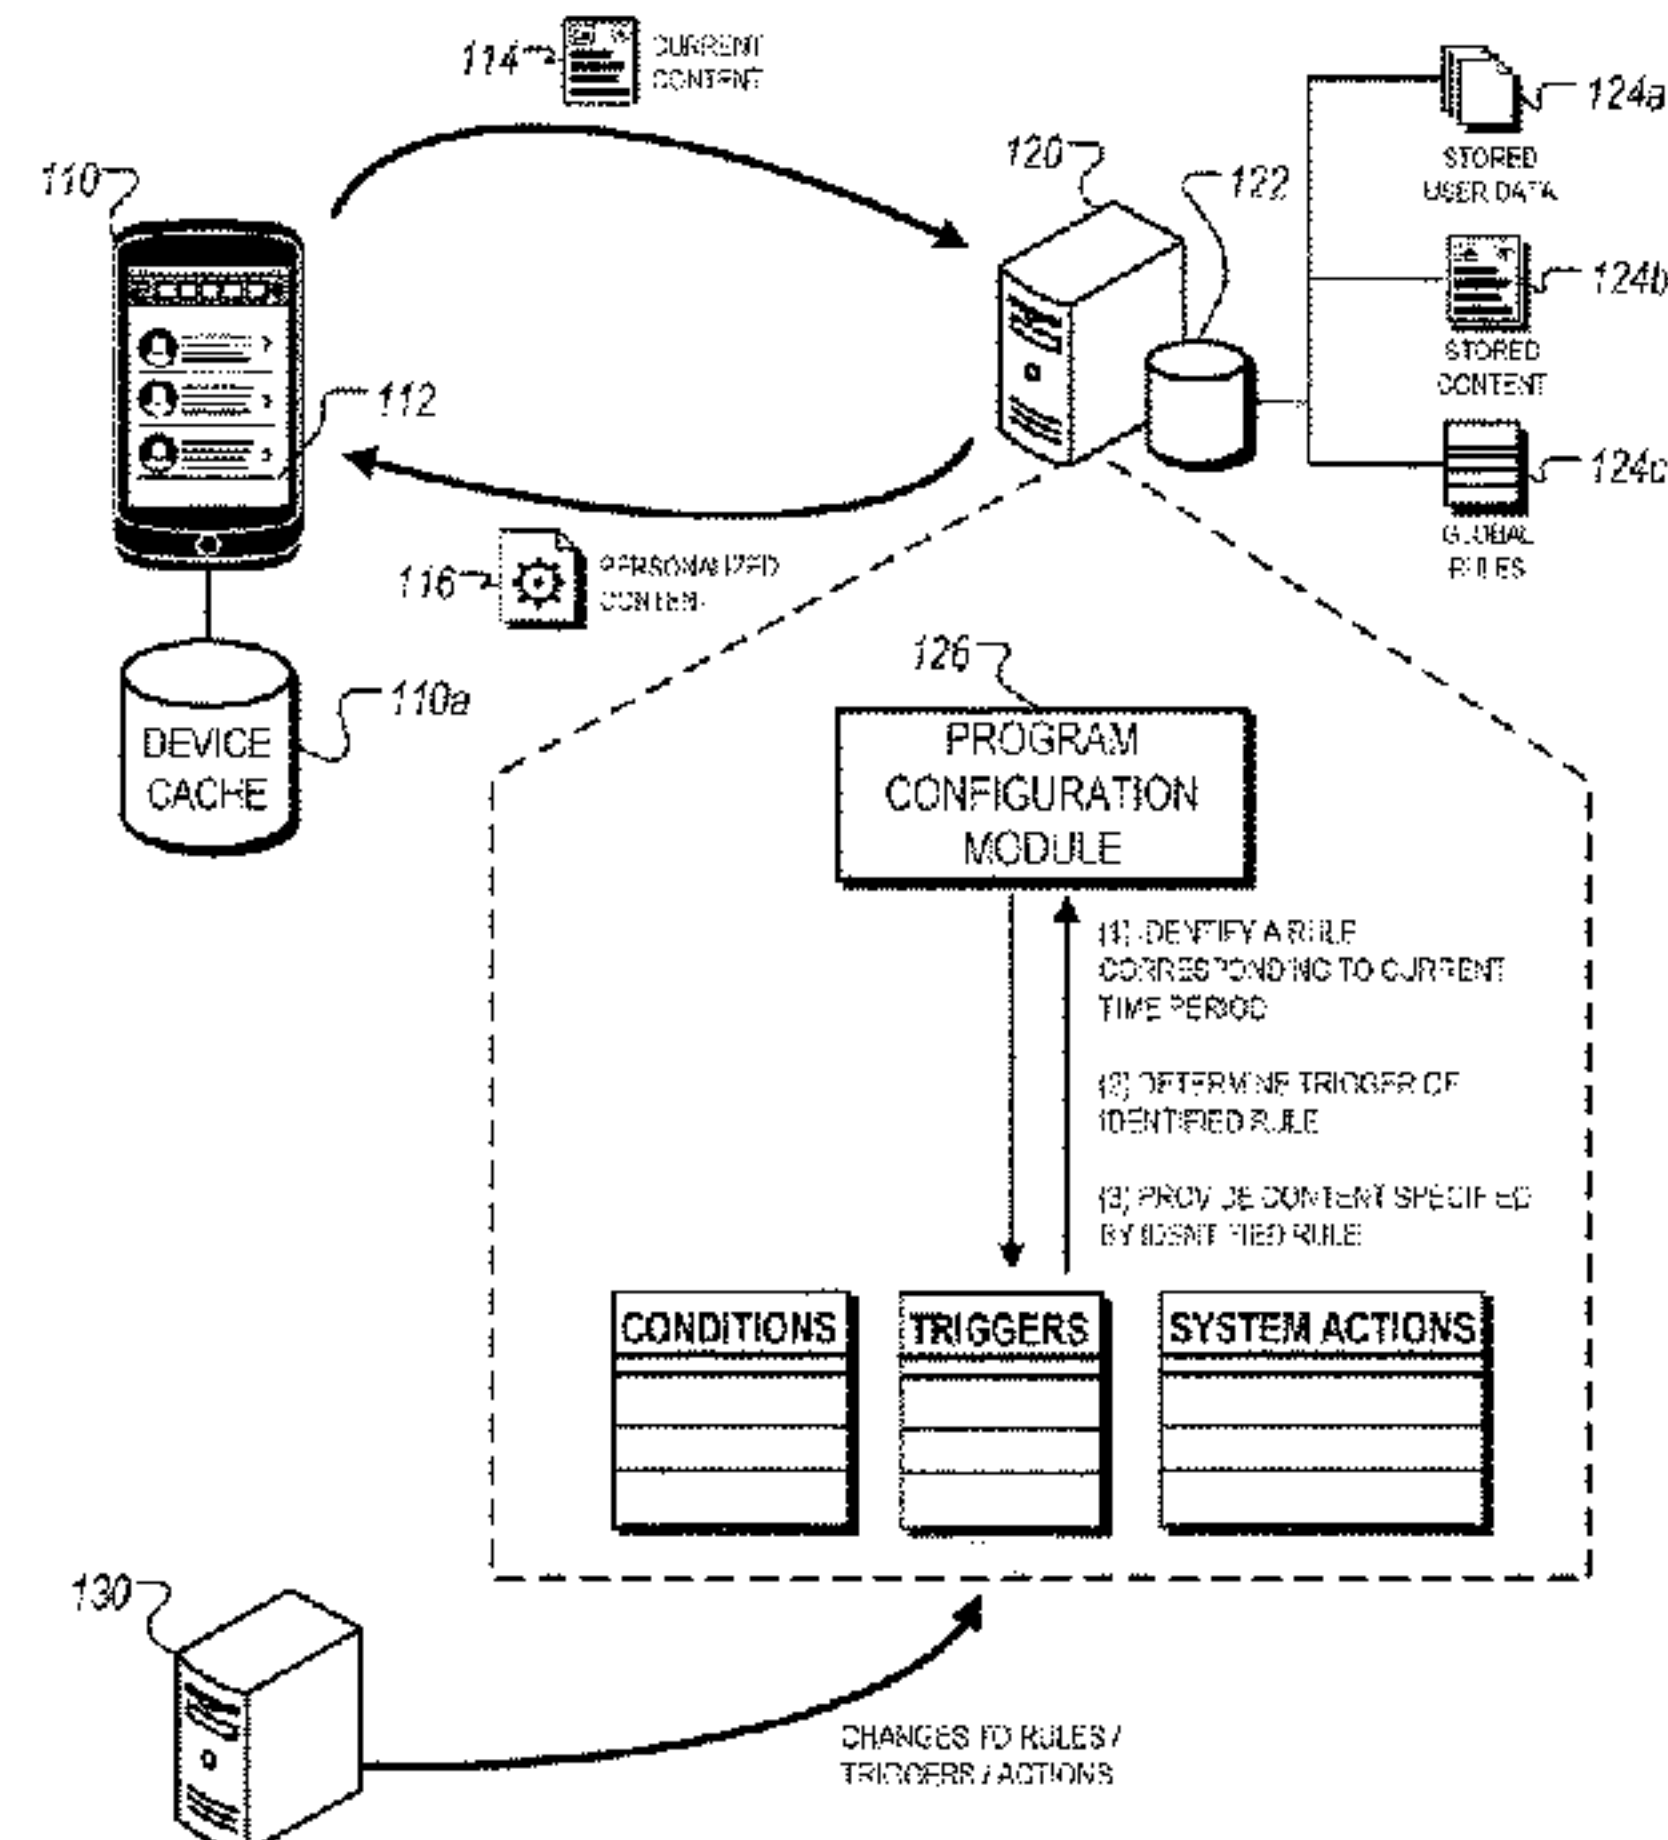 114
CURRENT
CONTENT
110
120
122
124a
STORED
USER DATA
124b
STORED
CONTENT
112
124c
GLOBAL
RULES
116
PERSONALIZED
CONTENT
126
110a
DEVICE
CACHE
PROGRAM
CONFIGURATION
MODULE
(1) IDENTIFY A RULE
CORRESPONDING TO CURRENT
TIME PERIOD
(2) DETERMINE TRIGGER OF
IDENTIFIED RULE
(3) PROVIDE CONTENT SPECIFIED
BY IDENTIFIED RULE
CONDITIONS
TRIGGERS
SYSTEM ACTIONS
130
CHANGES TO RULES /
TRIGGERS / ACTIONS